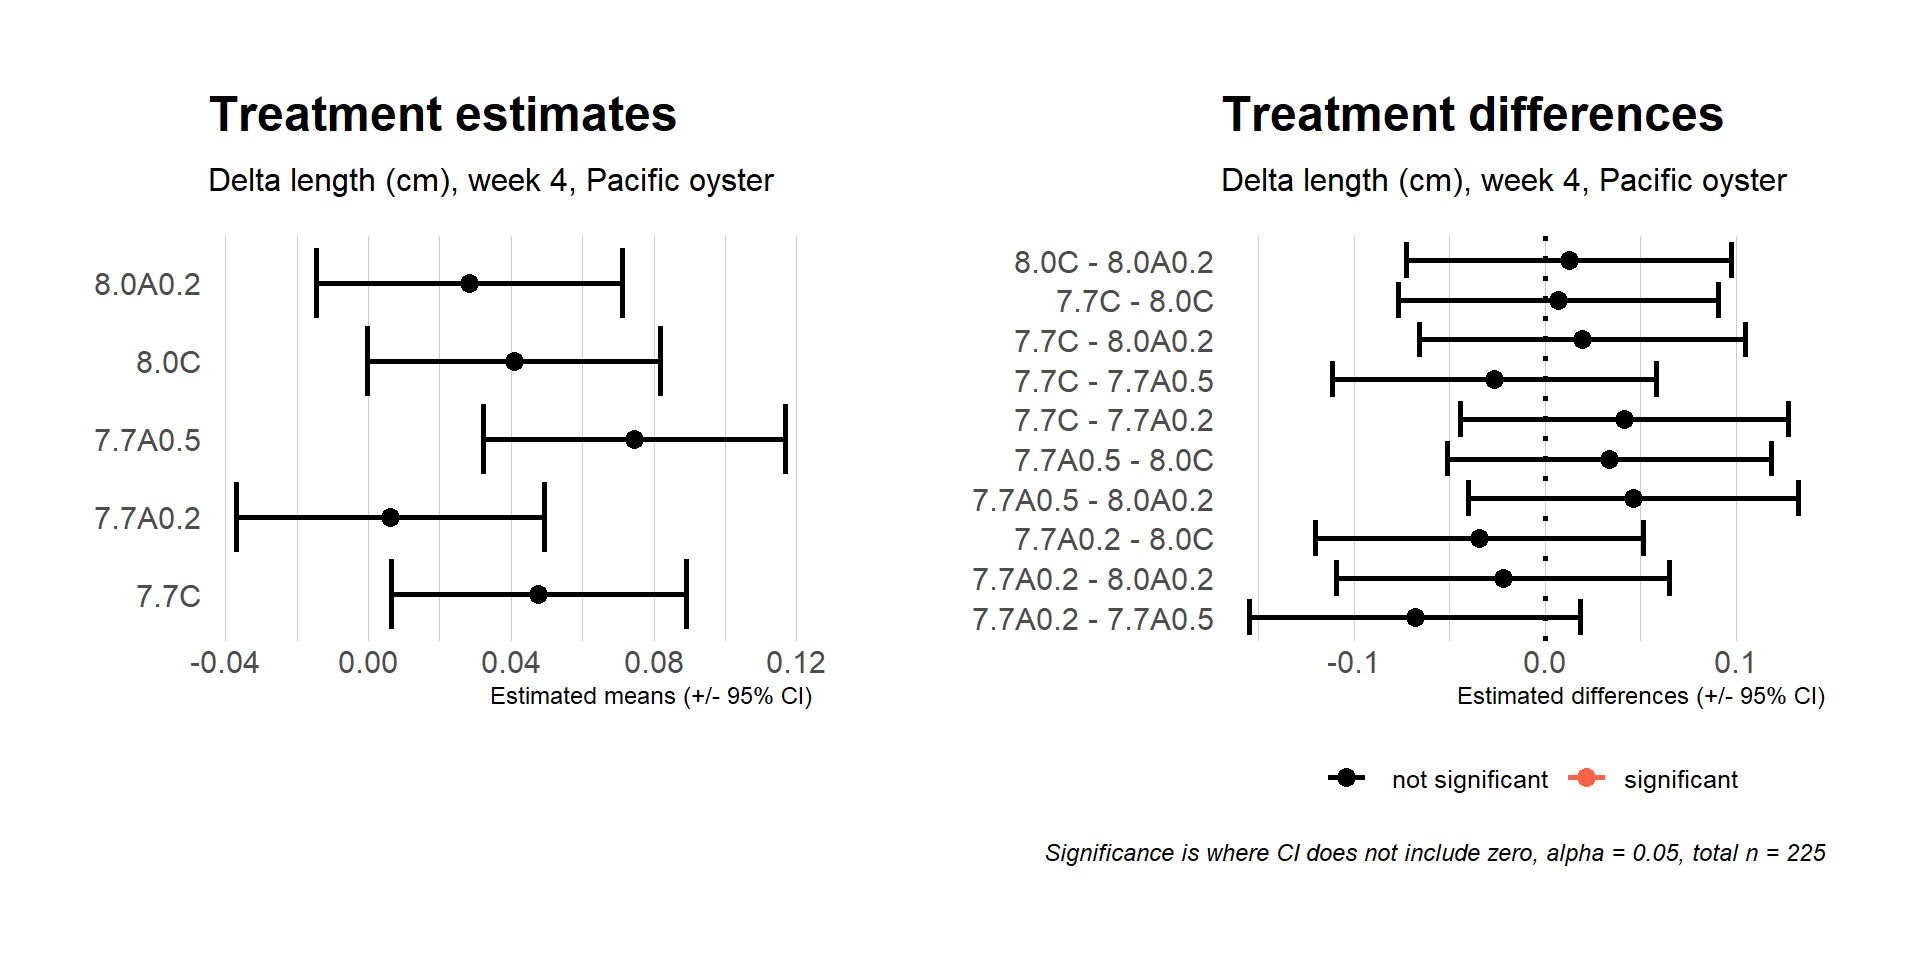 Treatment estimates
Delta length (cm), week 4, Pacific oyster
8.0A0.2
8.0C
7.7A0.5
7.7A0.2
7.7C
-0.04 0.00 0.04 0.08 0.12
Estimated means (+/- 95% CI)
Treatment differences
Delta length (cm), week 4, Pacific oyster
8.0C - 8.0A0.2
7.7C - 8.0C
7.7C - 8.0A0.2
7.7C - 7.7A0.5
7.7C - 7.7A0.2
7.7A0.5 - 8.0C
7.7A0.5 - 8.0A0.2
7.7A0.2 - 8.0C
7.7A0.2 - 8.0A0.2
7.7A0.2 - 7.7A0.5
-0.1 0.0 0.1
Estimated differences (+/- 95% CI)
not significant significant
Significance is where CI does not include zero, alpha = 0.05, total n = 225